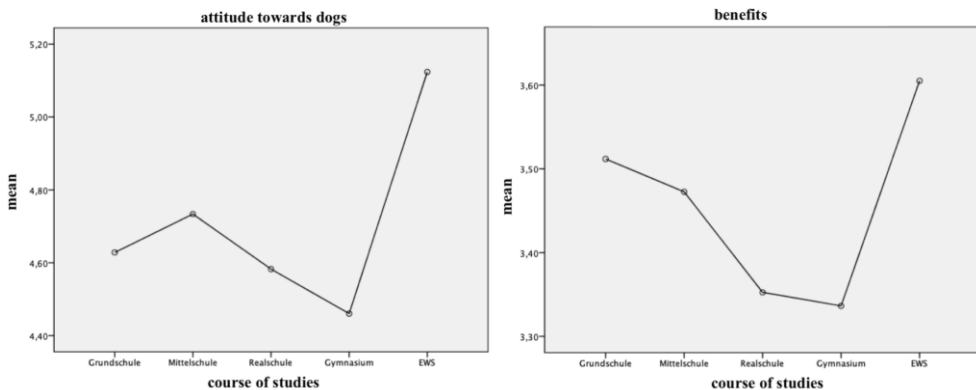 attitude towards dogs
5,20
5,00
4,80
4,60
4,40
mean
Grundschule Mittelschule Realschule Gymnasium EWS
course of studies
benefits
3,60
3,50
3,40
3,30
mean
Grundschule Mittelschule Realschule Gymnasium EWS
course of studies